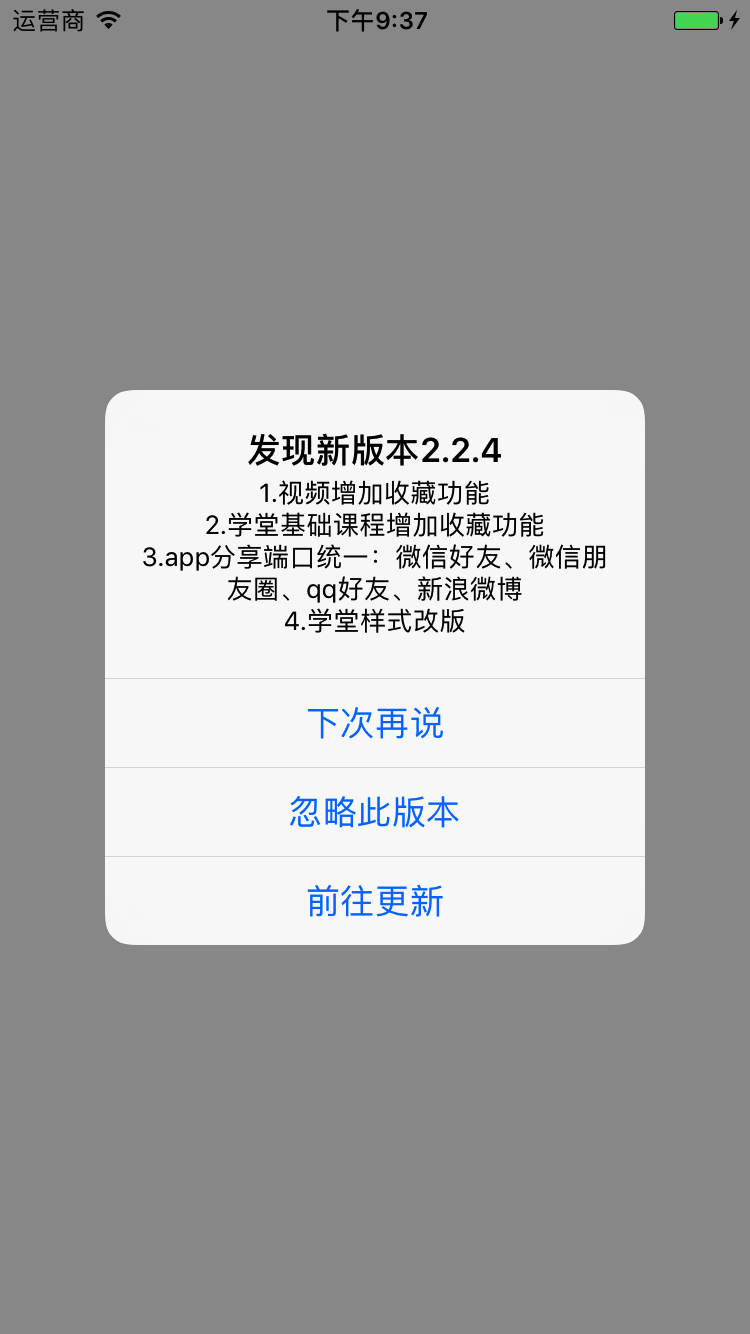 运营商
下午9:37
发现新版本2.2.4
1.视频增加收藏功能
2.学堂基础课程增加收藏功能
3.app分享端口统一：微信好友、微信朋
友圈、qq好友、新浪微博
4.学堂样式改版
下次再说
忽略此版本
前往更新